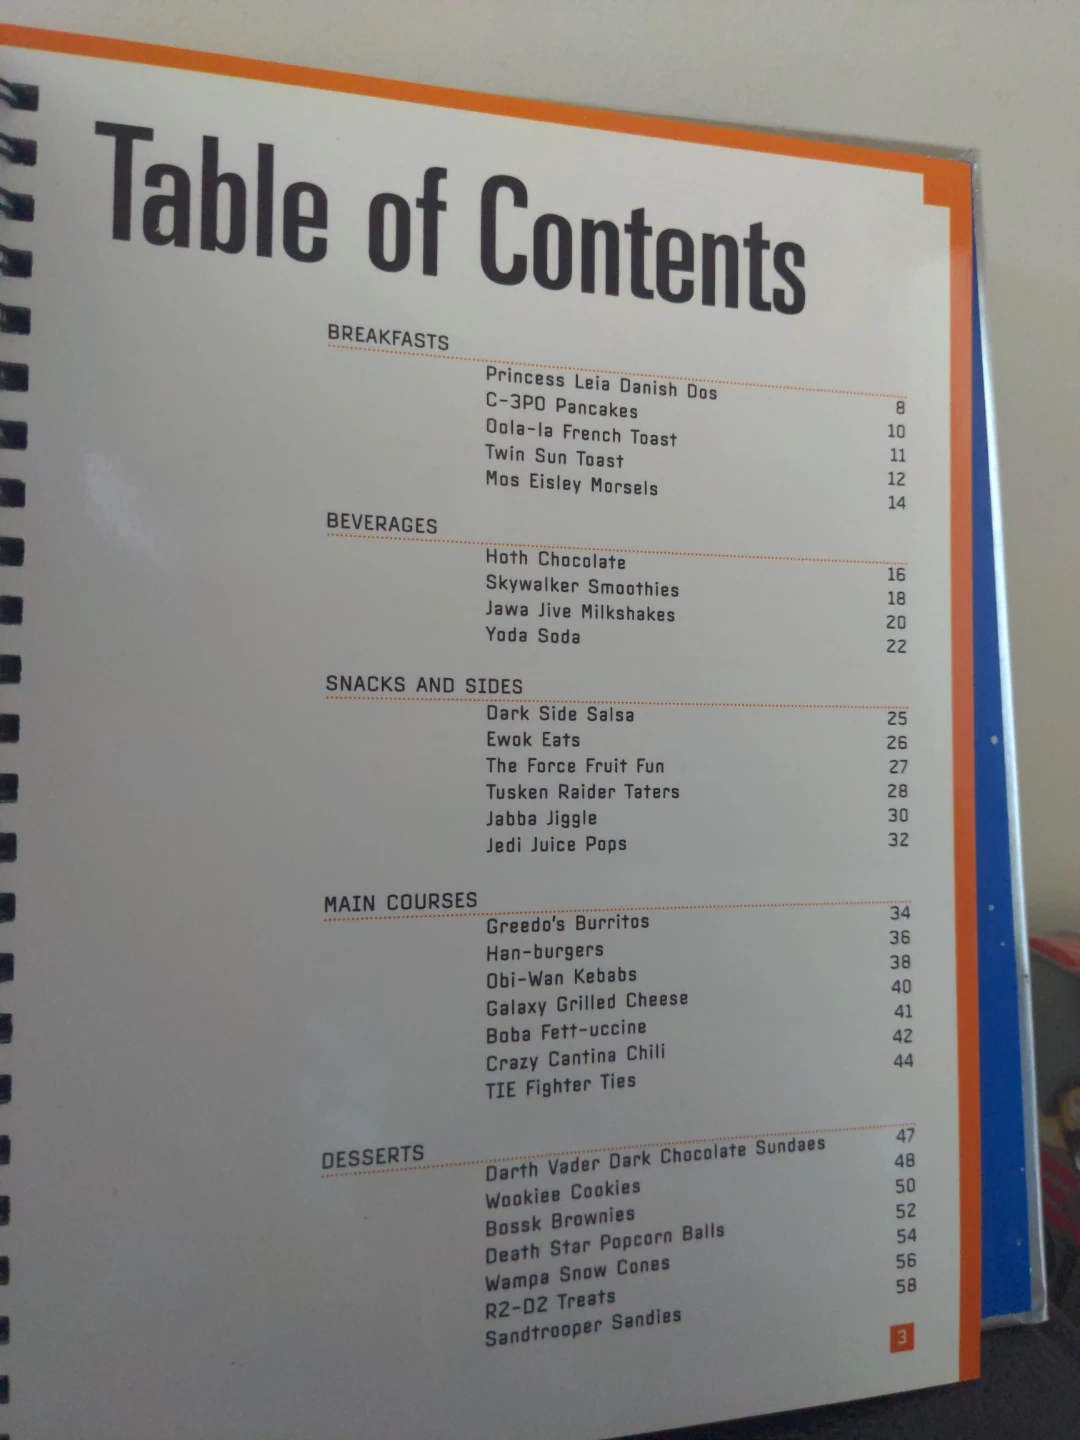 Table of Contents
BREAKFASTS
Princess Leia Danish Dos 8
C-3PO Pancakes 10
Oola-la French Toast 11
Twin Sun Toast 12
Mos Eisley Morsels 14
BEVERAGES
Hoth Chocolate 16
Skywalker Smoothies 18
Jawa Jive Milkshakes 20
Yoda Soda 22
SNACKS AND SIDES
Dark Side Salsa 25
Ewok Eats 26
The Force Fruit Fun 27
Tusken Raider Taters 28
Jabba Jiggle 30
Jedi Juice Pops 32
MAIN COURSES
Greedo's Burritos 34
Han-burgers 36
Obi-Wan Kebabs 38
Galaxy Grilled Cheese 40
Boba Fett-uccine 41
Crazy Cantina Chili 42
TIE Fighter Ties 44
DESSERTS
Darth Vader Dark Chocolate Sundaes 47
Wookiee Cookies 48
Bossk Brownies 50
Death Star Popcorn Balls 52
Wampa Snow Cones 54
R2-D2 Treats 56
Sandtrooper Sandies 58
3